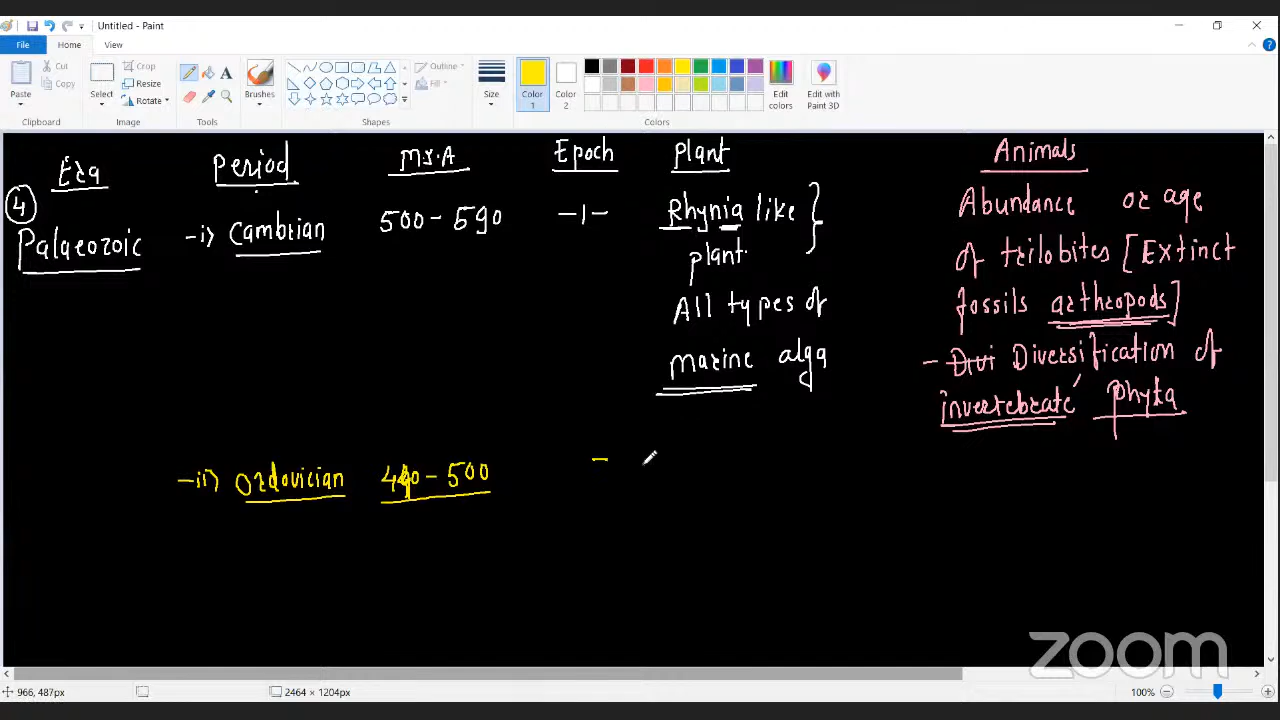 Untitled - Paint
File Home View
Paste Cut Copy Select Crop Resize Rotate Brushes Outline Fill Size Color 1 Color 2 Edit colors Edit with Paint 3D
Clipboard Image Tools Shapes Colors
Era Period M.Y.A Epoch Plant Animals
4 Palaeozoic -i) Cambrian 500 - 590 -1- Rhynia like Abundance or age
plant of trilobites [Extinct
All types of fossils arthropods]
marine alga - Divi Diversification of
invertebrate phyta
-ii) Ordovician 440 - 500 -
zoom
966, 487px 2464 × 1204px 100%